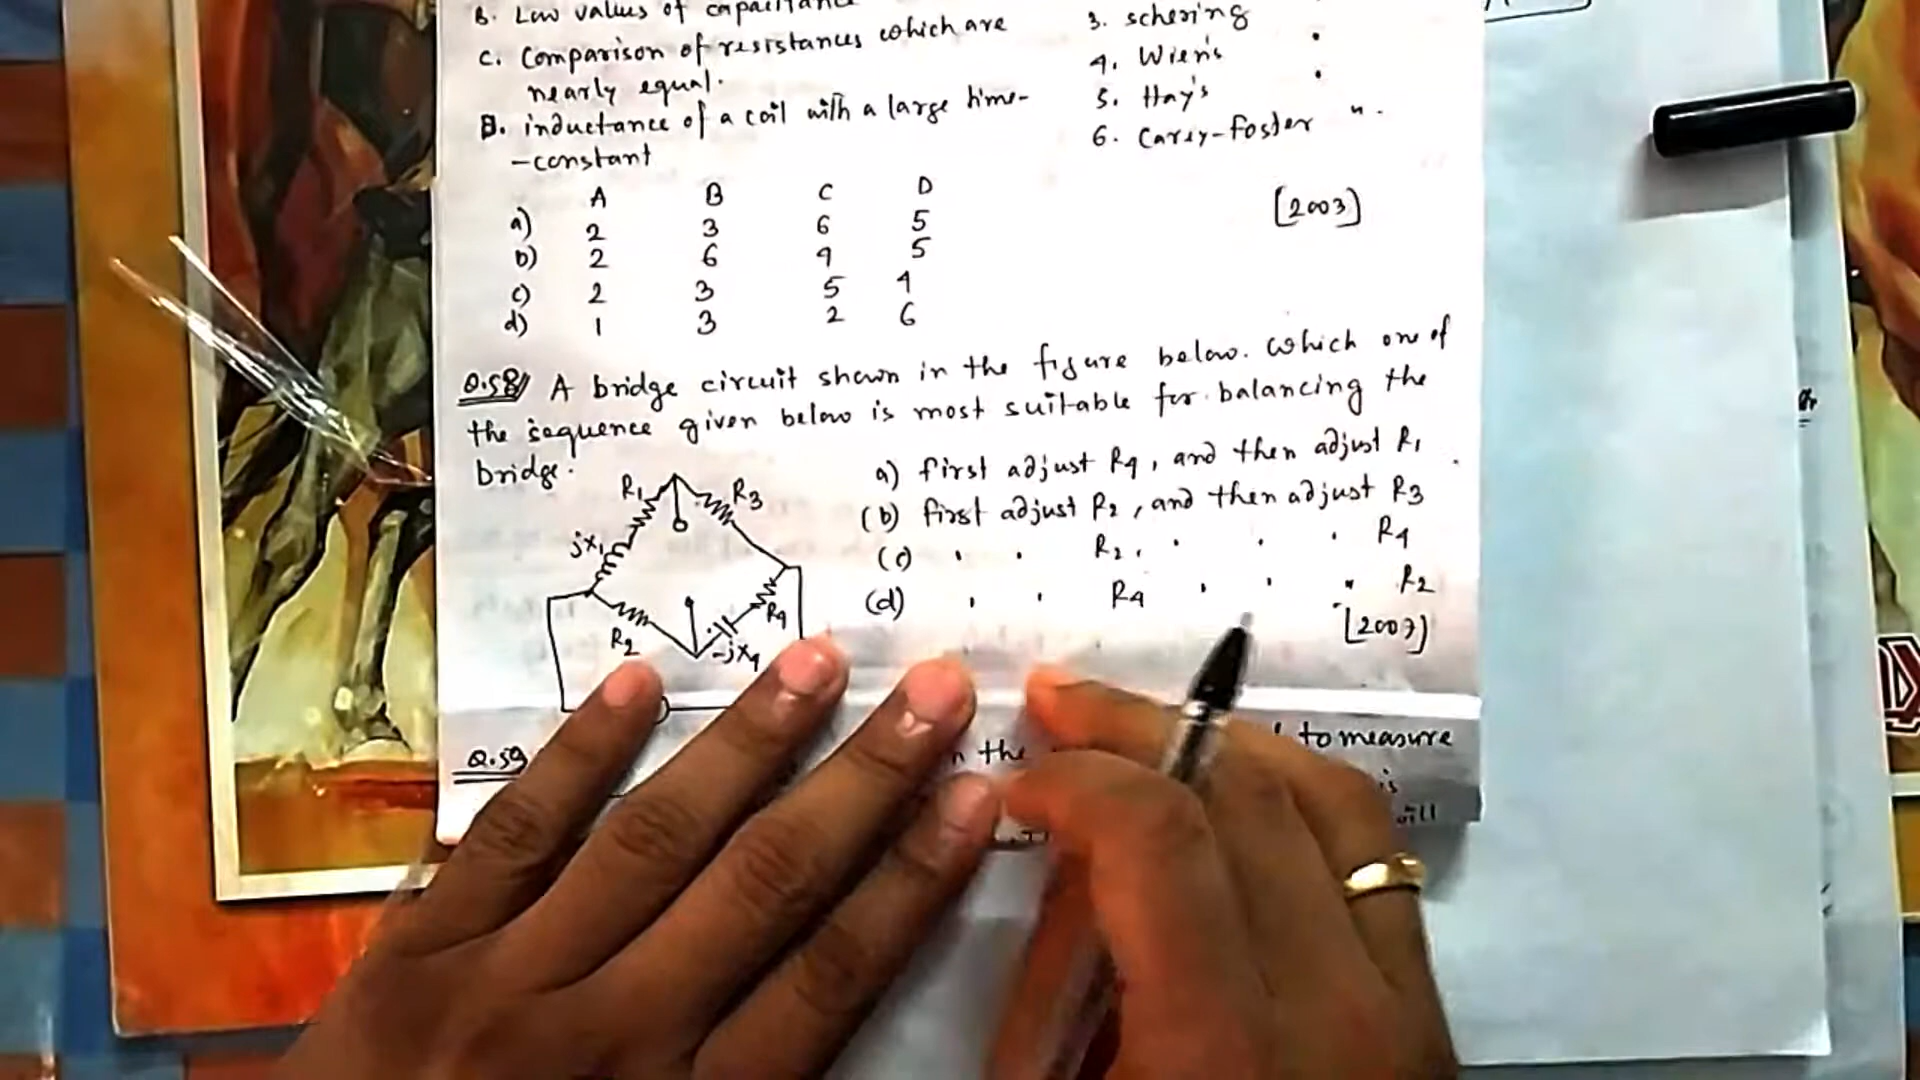 B. Low values of capacitance
C. Comparison of resistances which are
nearly equal.
D. inductance of a coil with a large time-
-constant
3. schering
4. Wien's
5. Hay's
6. Carey-foster "
A B C D
a) 2 3 6 5
b) 2 6 4 5
c) 2 3 5 4
d) 1 3 2 6
[2003]
Q.58 A bridge circuit shown in the figure below. Which one of
the sequence given below is most suitable for balancing the
bridge.
a) first adjust R4, and then adjust R1
(b) first adjust R2, and then adjust R3
(c) " " R2, " " " R4
(d) " " R4 " " " R2
[2007]
R1
R3
jx1
R2
R4
-jx4
Q.59
the
to measure
is
will